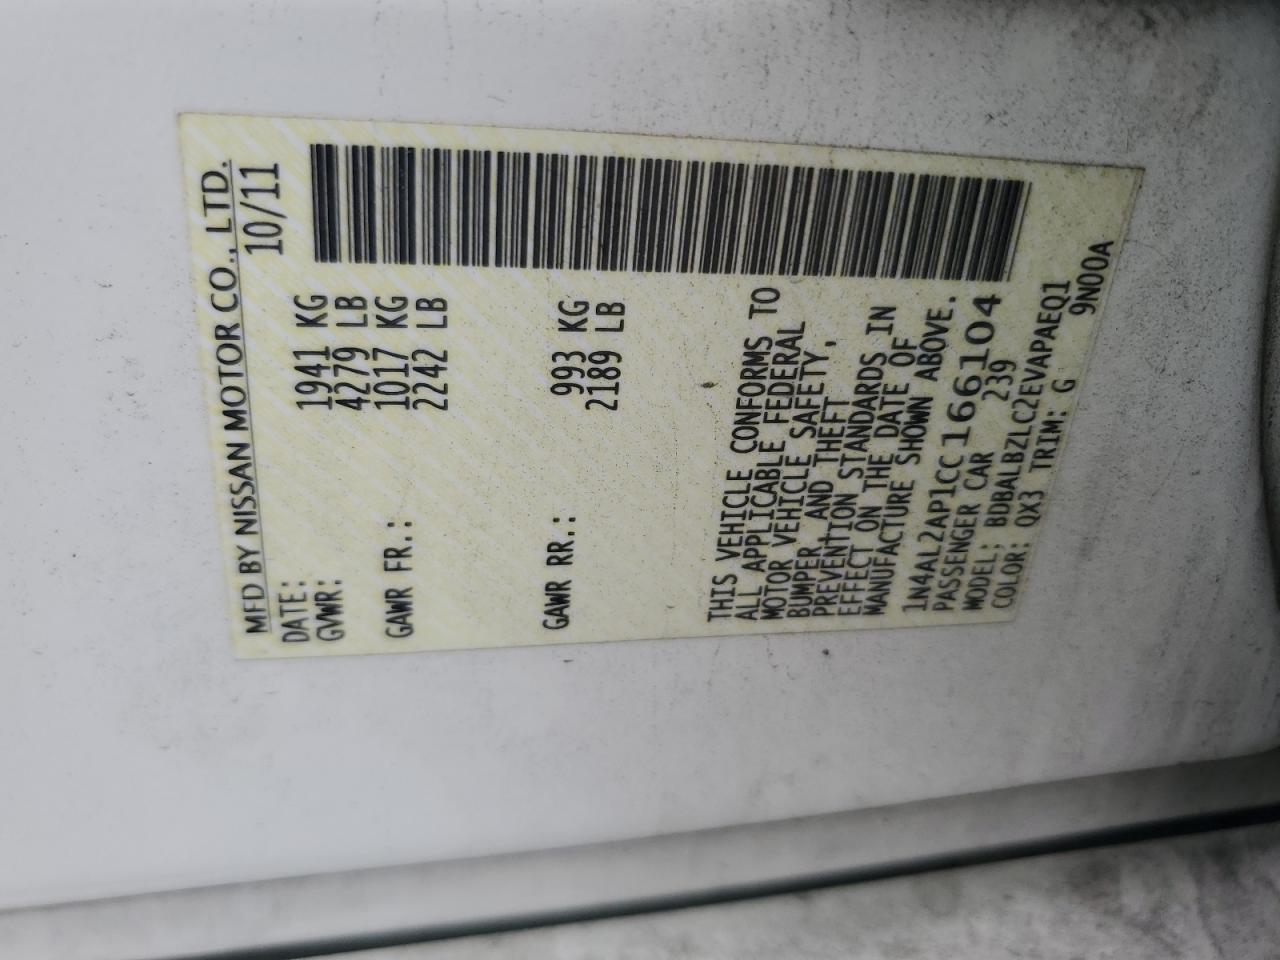 MFD BY NISSAN MOTOR CO., LTD.
DATE: 10/11
GVWR: 1941 KG
4279 LB
GAWR FR.: 1017 KG
2242 LB
GAWR RR.: 993 KG
2189 LB
THIS VEHICLE CONFORMS TO
ALL APPLICABLE FEDERAL
MOTOR VEHICLE SAFETY,
BUMPER, AND THEFT
PREVENTION STANDARDS IN
EFFECT ON THE DATE OF
MANUFACTURE SHOWN ABOVE.
1N4AL2AP1CC166104
PASSENGER CAR 239
MODEL: BDBALBZLC2EVAPAEQ1
COLOR: QX3 TRIM: G 9N00A